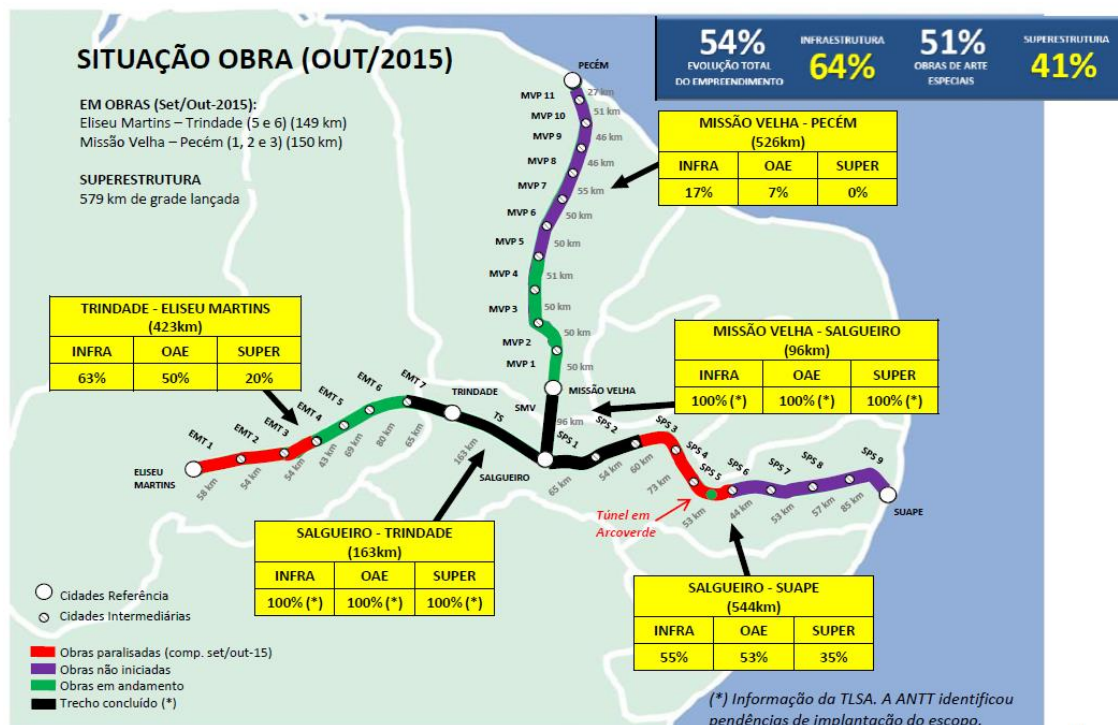 SITUAÇÃO OBRA (OUT/2015)
54%
EVOLUÇÃO TOTAL
DO EMPREENDIMENTO
INFRAESTRUTURA
64%
51%
OBRAS DE ARTE
ESPECIAIS
SUPERESTRUTURA
41%
EM OBRAS (Set/Out-2015):
Eliseu Martins – Trindade (5 e 6) (149 km)
Missão Velha – Pecém (1, 2 e 3) (150 km)
SUPERESTRUTURA
579 km de grade lançada
PECÉM
MVP 11
27 km
MVP 10
51 km
MVP 9
46 km
MVP 8
46 km
MVP 7
55 km
MVP 6
50 km
MVP 5
50 km
MVP 4
51 km
MVP 3
50 km
MVP 2
50 km
MVP 1
50 km
MISSÃO VELHA
SMV
96 km
MISSÃO VELHA - PECÉM
(526km)
INFRA OAE SUPER
17% 7% 0%
TRINDADE - ELISEU MARTINS
(423km)
INFRA OAE SUPER
63% 50% 20%
MISSÃO VELHA - SALGUEIRO
(96km)
INFRA OAE SUPER
100% (*) 100% (*) 100% (*)
ELISEU
MARTINS
EMT 1
EMT 2
EMT 3
EMT 4
EMT 5
EMT 6
EMT 7
TRINDADE
TS
58 km
54 km
54 km
43 km
69 km
80 km
65 km
163 km
SALGUEIRO
SPS 1
SPS 2
SPS 3
SPS 4
SPS 5
SPS 6
SPS 7
SPS 8
SPS 9
65 km
54 km
60 km
73 km
53 km
44 km
53 km
57 km
85 km
SUAPE
Túnel em
Arcoverde
SALGUEIRO - TRINDADE
(163km)
INFRA OAE SUPER
100% (*) 100% (*) 100% (*)
SALGUEIRO - SUAPE
(544km)
INFRA OAE SUPER
55% 53% 35%
Cidades Referência
Cidades Intermediárias
Obras paralisadas (comp. set/out-15)
Obras não iniciadas
Obras em andamento
Trecho concluído (*)
(*) Informação da TLSA. A ANTT identificou
pendências de implantação do escopo.